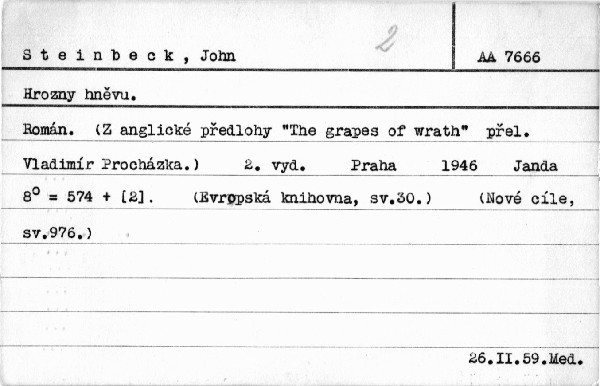 Steinbeck, John 2 AA 7666
Hrozny hněvu.
Román. (Z anglické předlohy "The grapes of wrath" přel.
Vladimír Procházka.) 2. vyd. Praha 1946 Janda
8° = 574 + [2]. (Evropská knihovna, sv.30.) (Nové cíle,
sv.976.)
26.II.59.Med.